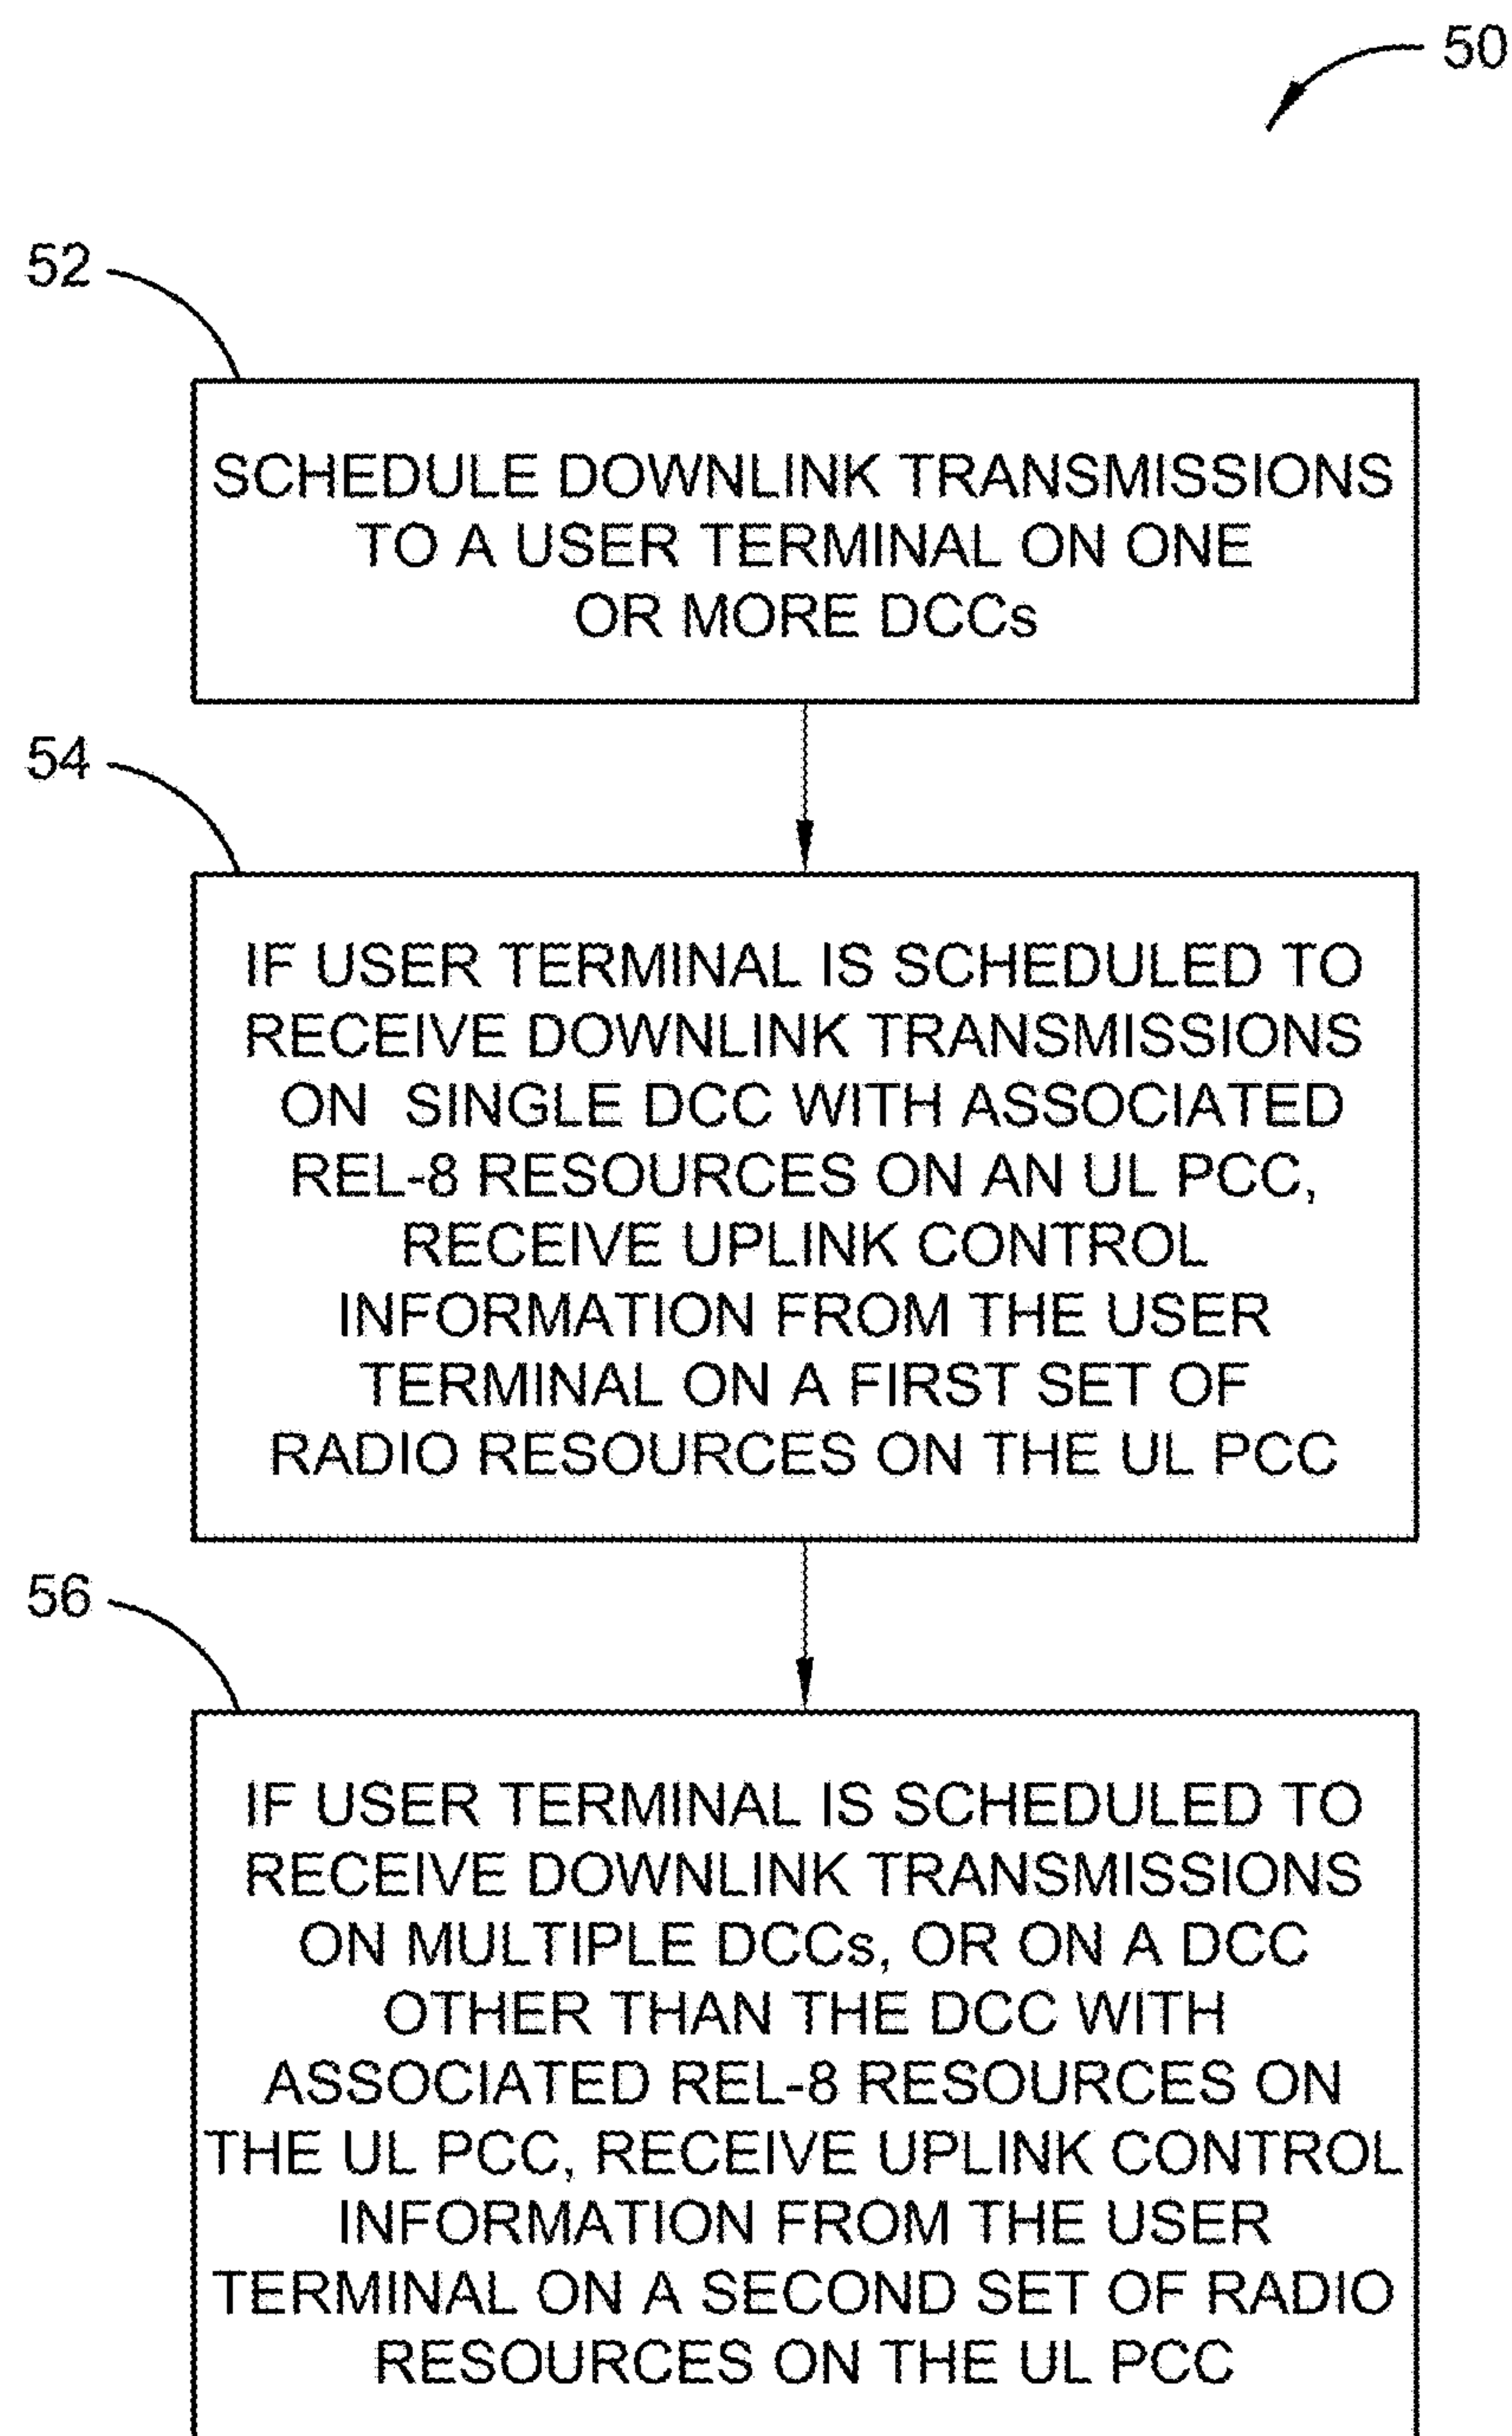 50
52
SCHEDULE DOWNLINK TRANSMISSIONS
TO A USER TERMINAL ON ONE
OR MORE DCCs
54
IF USER TERMINAL IS SCHEDULED TO
RECEIVE DOWNLINK TRANSMISSIONS
ON SINGLE DCC WITH ASSOCIATED
REL-8 RESOURCES ON AN UL PCC,
RECEIVE UPLINK CONTROL
INFORMATION FROM THE USER
TERMINAL ON A FIRST SET OF
RADIO RESOURCES ON THE UL PCC
56
IF USER TERMINAL IS SCHEDULED TO
RECEIVE DOWNLINK TRANSMISSIONS
ON MULTIPLE DCCs, OR ON A DCC
OTHER THAN THE DCC WITH
ASSOCIATED REL-8 RESOURCES ON
THE UL PCC, RECEIVE UPLINK CONTROL
INFORMATION FROM THE USER
TERMINAL ON A SECOND SET OF RADIO
RESOURCES ON THE UL PCC